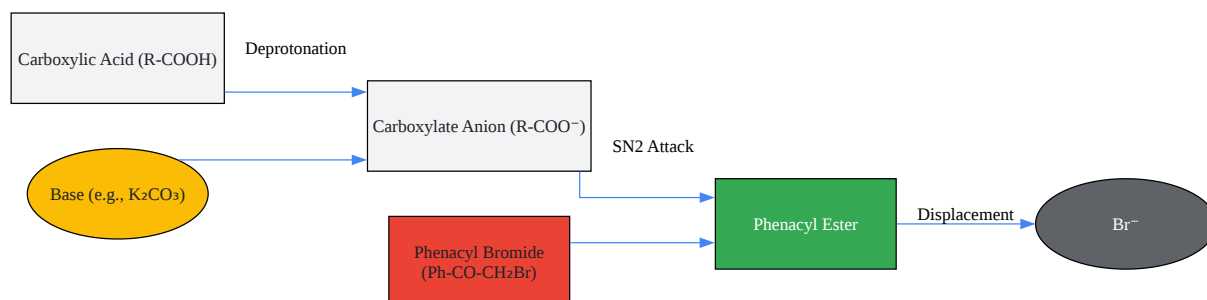 Carboxylic Acid (R-COOH)
Deprotonation
Carboxylate Anion (R-COO⁻)
Base (e.g., K₂CO₃)
SN2 Attack
Phenacyl Bromide
(Ph-CO-CH₂Br)
Phenacyl Ester
Displacement
Br⁻